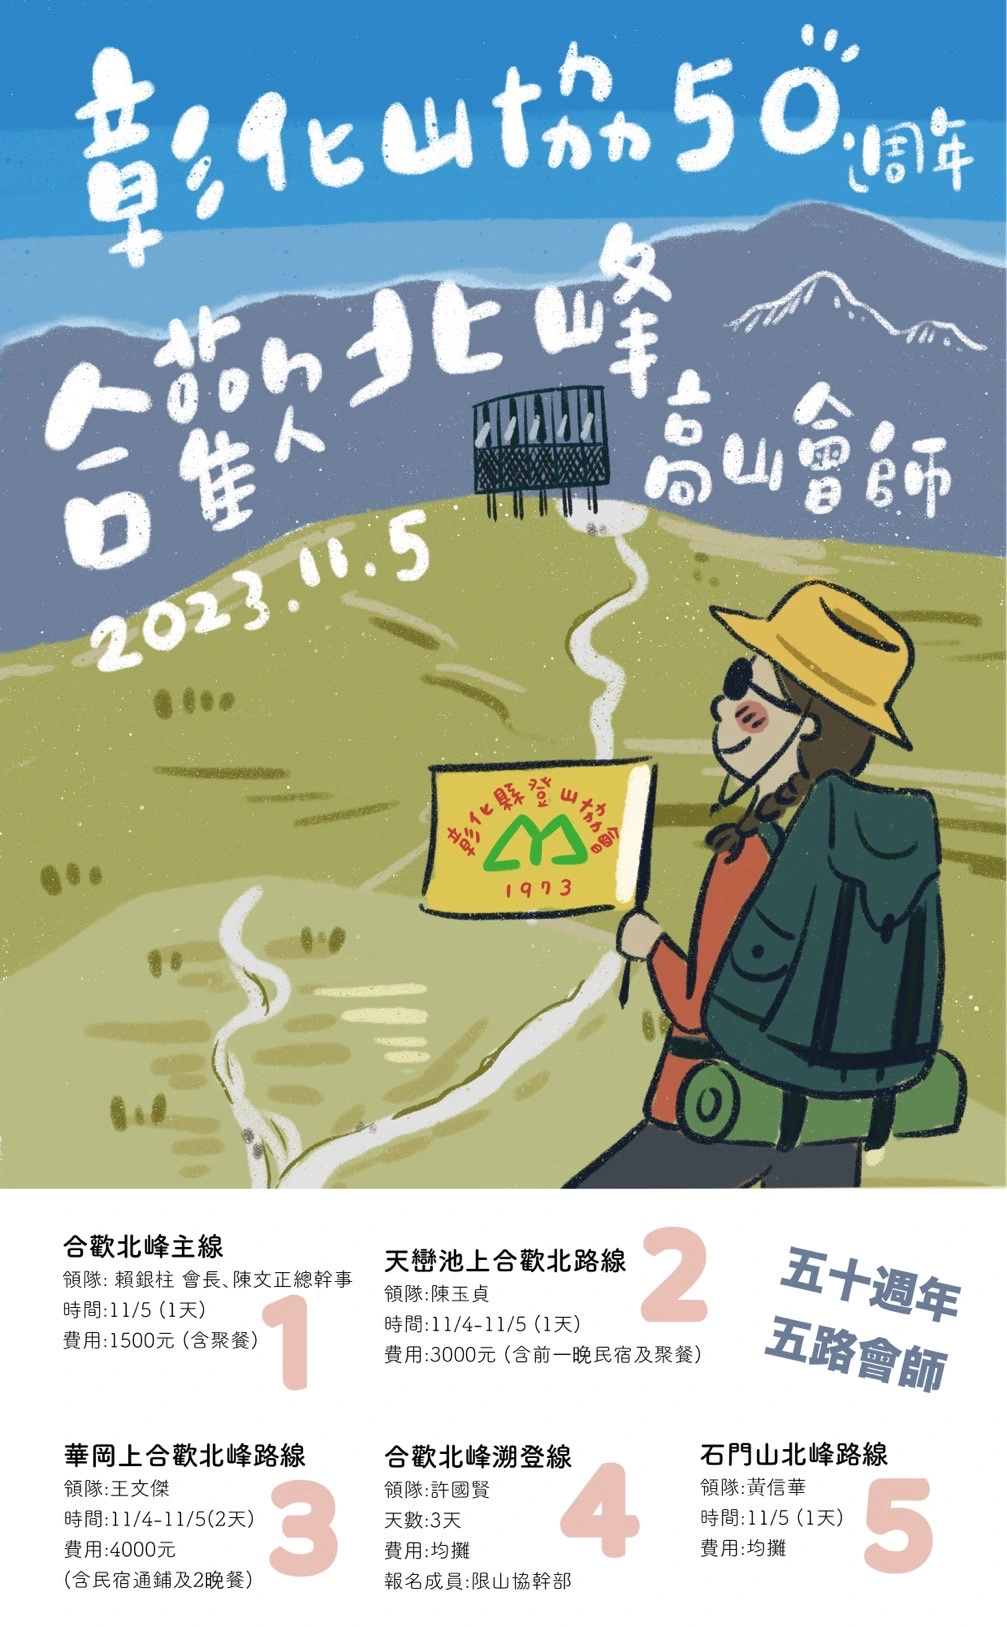 彰化山協50週年
合歡北峰
高山會師
2023.11.5
彰化縣登山協會
1973
合歡北峰主線
領隊: 賴銀柱 會長、陳文正總幹事
時間:11/5 (1天)
費用:1500元 (含聚餐)
1
天巒池上合歡北路線
領隊:陳玉貞
時間:11/4-11/5 (1天)
費用:3000元 (含前一晚民宿及聚餐)
2
五十週年
五路會師
華岡上合歡北峰路線
領隊:王文傑
時間:11/4-11/5(2天)
費用:4000元
(含民宿通鋪及2晚餐)
3
合歡北峰溯登線
領隊:許國賢
天數:3天
費用:均攤
報名成員:限山協幹部
4
石門山北峰路線
領隊:黃信華
時間:11/5 (1天)
費用:均攤
5